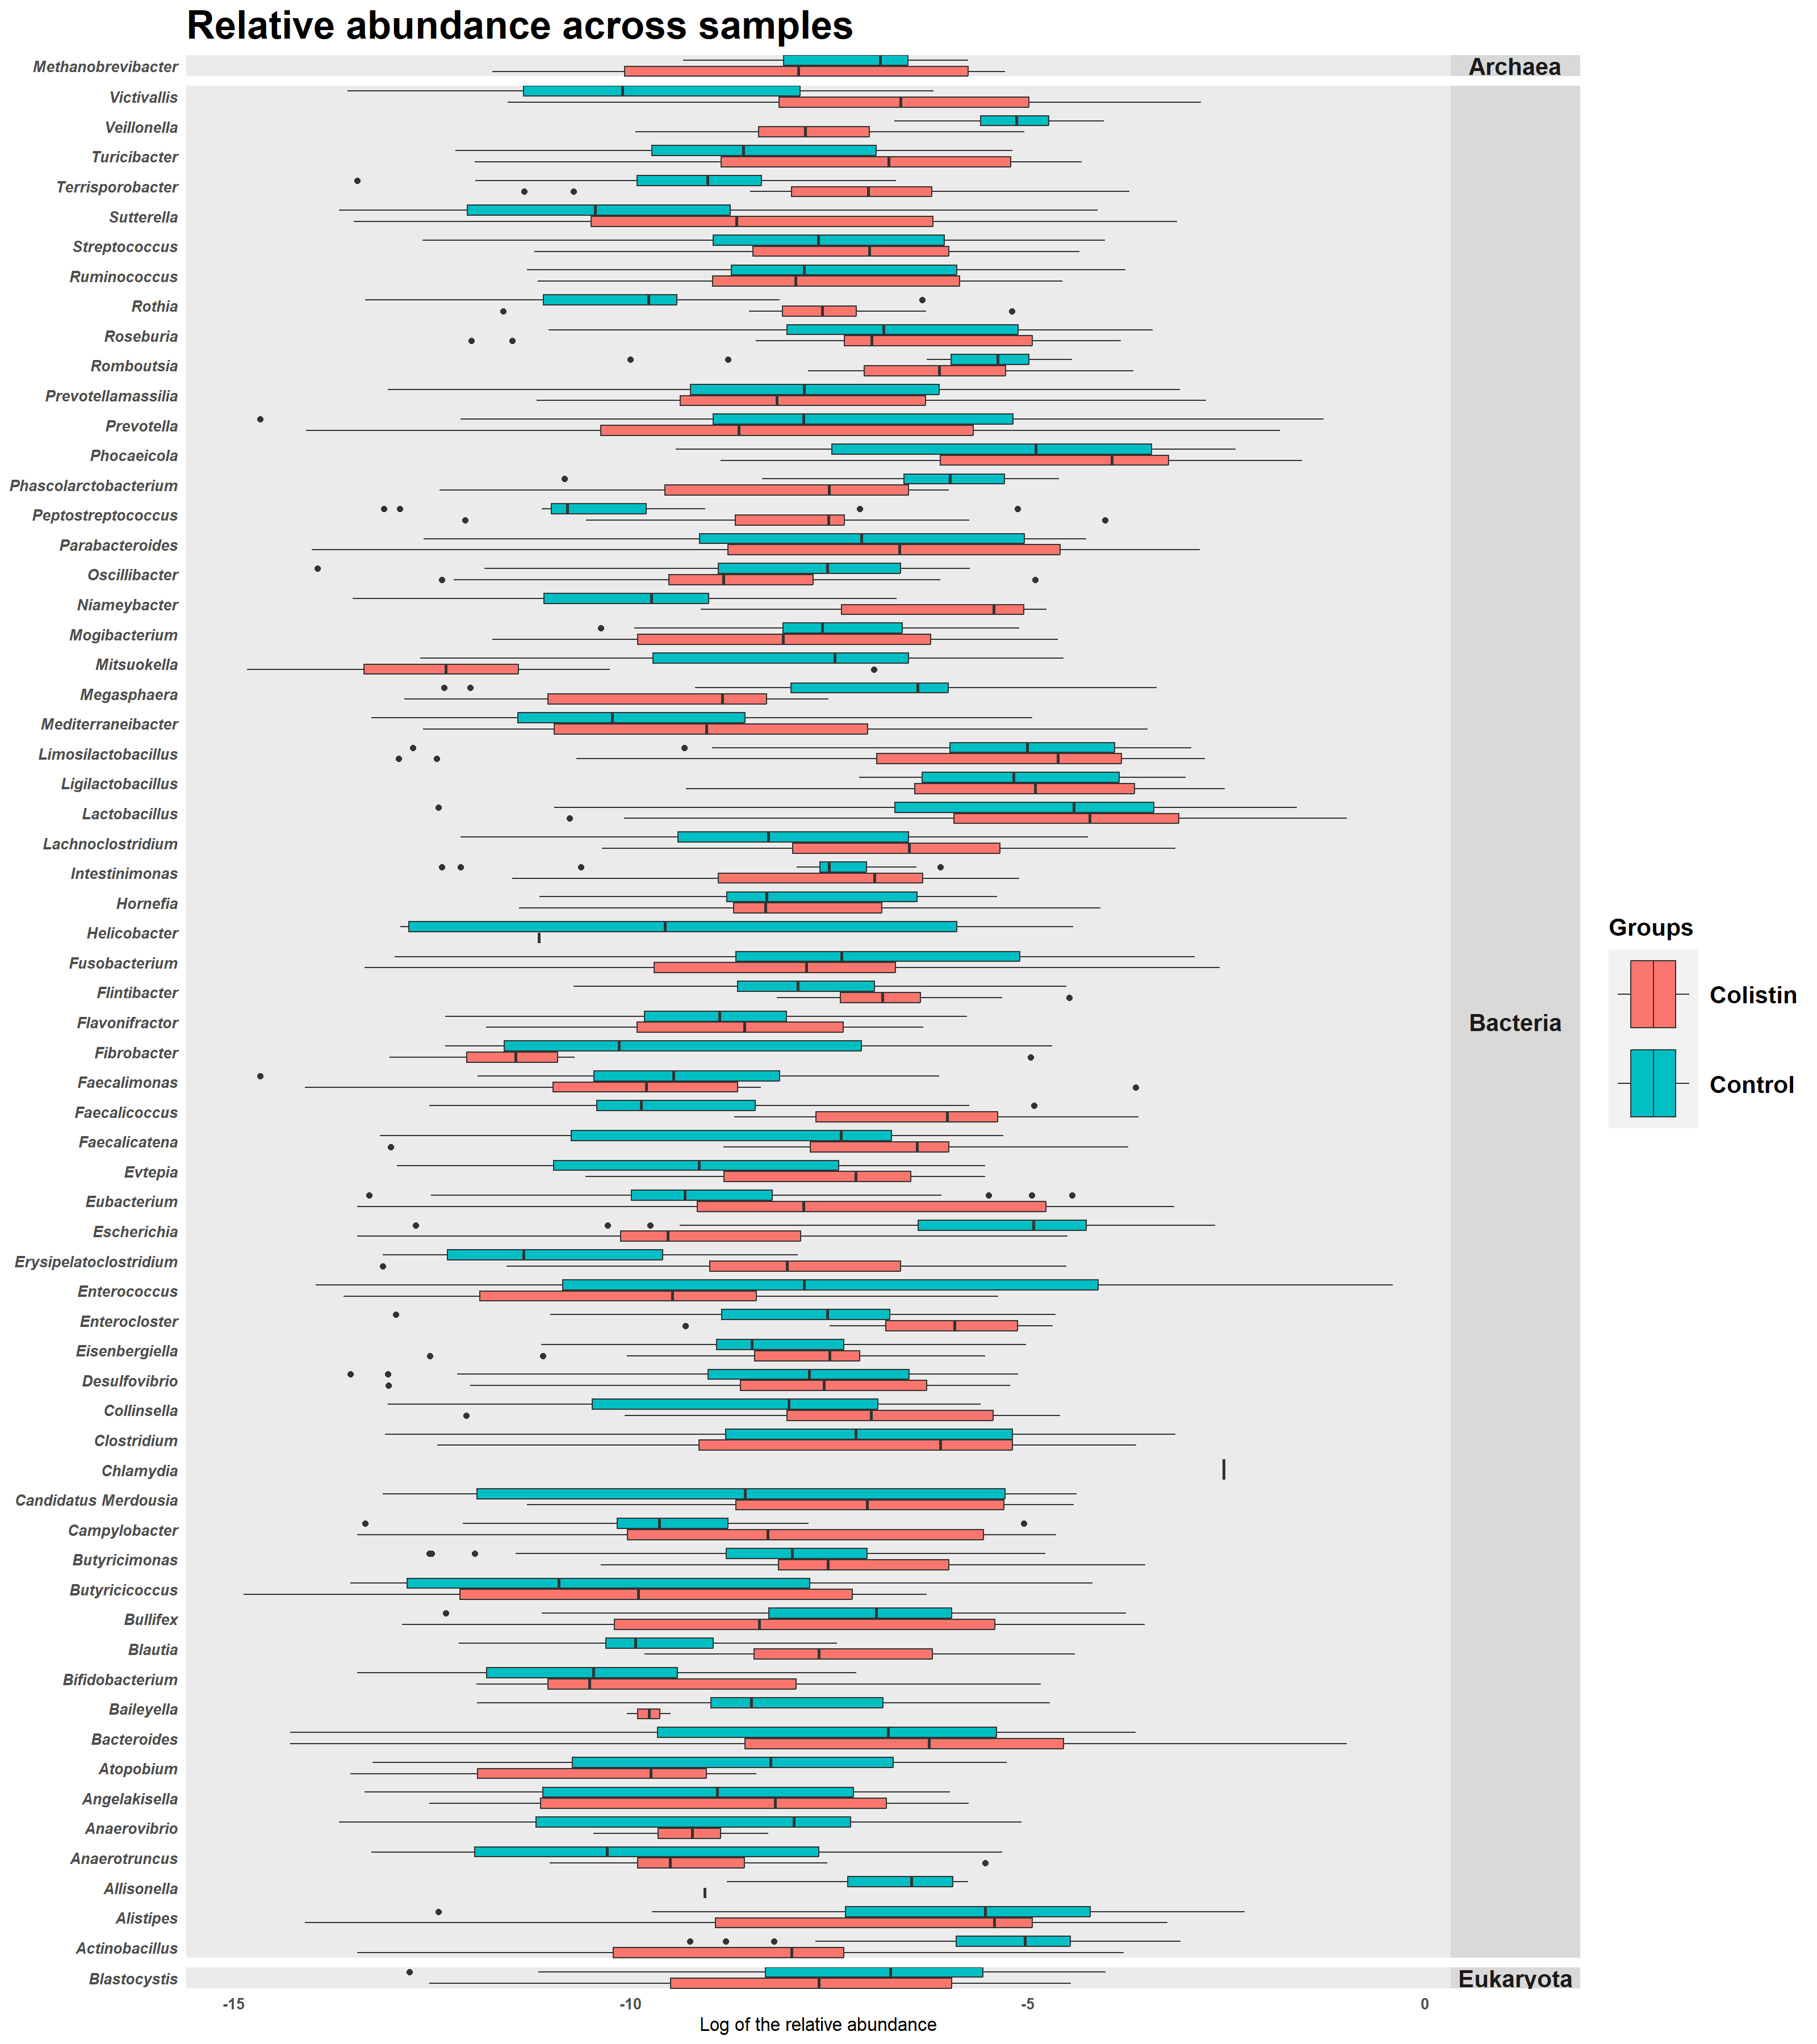 Relative abundance across samples
Methanobrevibacter
Archaea
Victivallis
Veillonella
Turicibacter
Terrisporobacter
Sutterella
Streptococcus
Ruminococcus
Rothia
Roseburia
Romboutsia
Prevotellamassilia
Prevotella
Phocaeicola
Phascolarctobacterium
Peptostreptococcus
Parabacteroides
Oscillibacter
Niameybacter
Mogibacterium
Mitsuokella
Megasphaera
Mediterraneibacter
Limosilactobacillus
Ligilactobacillus
Lactobacillus
Lachnoclostridium
Intestinimonas
Hornefia
Helicobacter
Fusobacterium
Flintibacter
Flavonifractor
Fibrobacter
Faecalimonas
Faecalicoccus
Faecalicatena
Evtepia
Eubacterium
Escherichia
Erysipelatoclostridium
Enterococcus
Enterocloster
Eisenbergiella
Desulfovibrio
Collinsella
Clostridium
Chlamydia
Candidatus Merdousia
Campylobacter
Butyricimonas
Butyricicoccus
Bullifex
Blautia
Bifidobacterium
Baileyella
Bacteroides
Atopobium
Angelakisella
Anaerovibrio
Anaerotruncus
Allisonella
Alistipes
Actinobacillus
Bacteria
Blastocystis
Eukaryota
-15
-10
-5
0
Log of the relative abundance
Groups
Colistin
Control